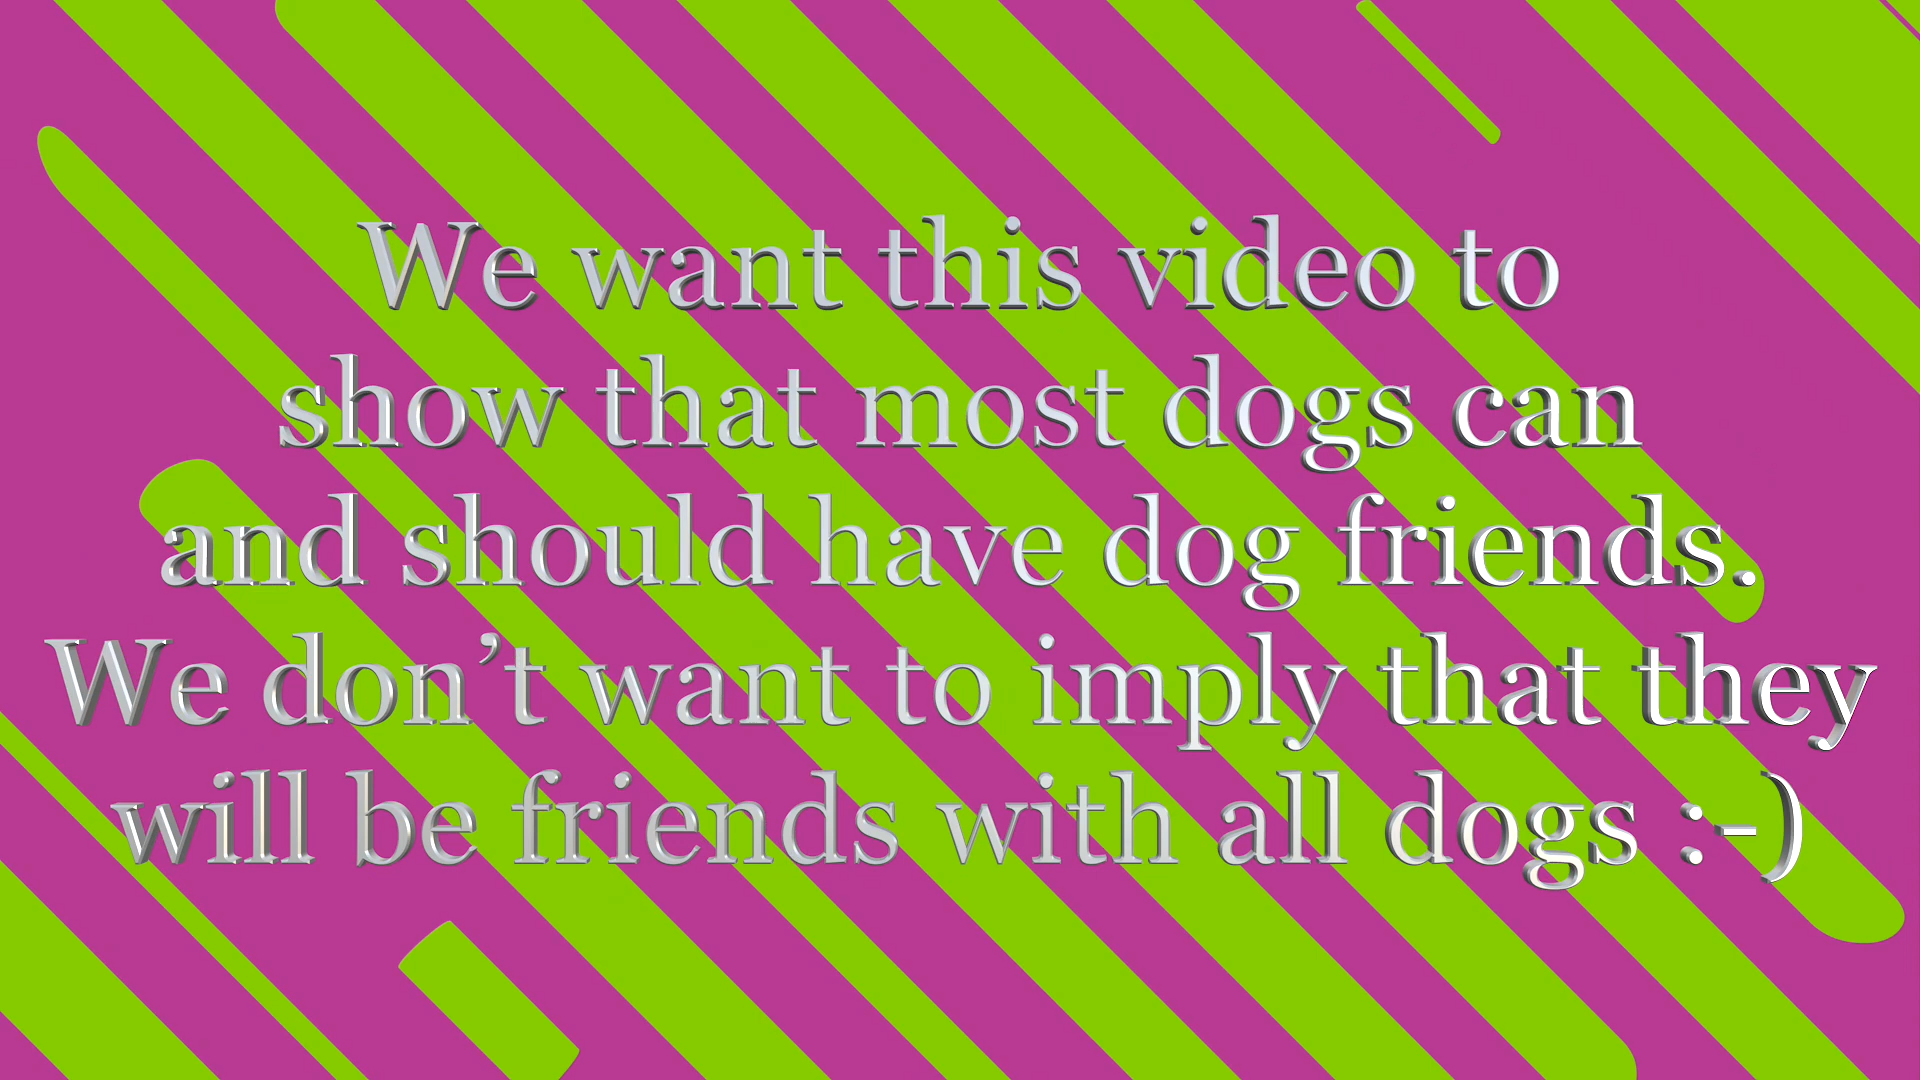 We want this video to
show that most dogs can
and should have dog friends.
We don’t want to imply that they
will be friends with all dogs :-)